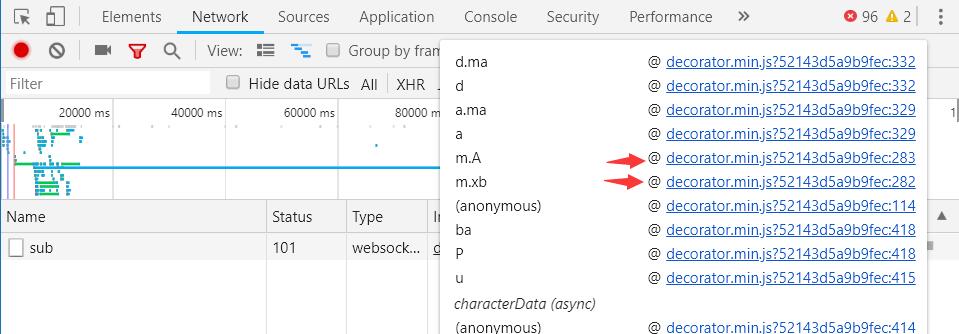 Elements Network Sources Application Console Security Performance » 96 2
View: Group by fram
Filter Hide data URLs All XHR
20000 ms 40000 ms 60000 ms 80000 ms 1
d.ma @ decorator.min.js?52143d5a9b9fec:332
d @ decorator.min.js?52143d5a9b9fec:332
a.ma @ decorator.min.js?52143d5a9b9fec:329
a @ decorator.min.js?52143d5a9b9fec:329
m.A @ decorator.min.js?52143d5a9b9fec:283
m.xb @ decorator.min.js?52143d5a9b9fec:282
(anonymous) @ decorator.min.js?52143d5a9b9fec:114
ba @ decorator.min.js?52143d5a9b9fec:418
P @ decorator.min.js?52143d5a9b9fec:418
u @ decorator.min.js?52143d5a9b9fec:415
characterData (async)
(anonymous) @ decorator.min.js?52143d5a9b9fec:414
Name Status Type In
sub 101 websock... d